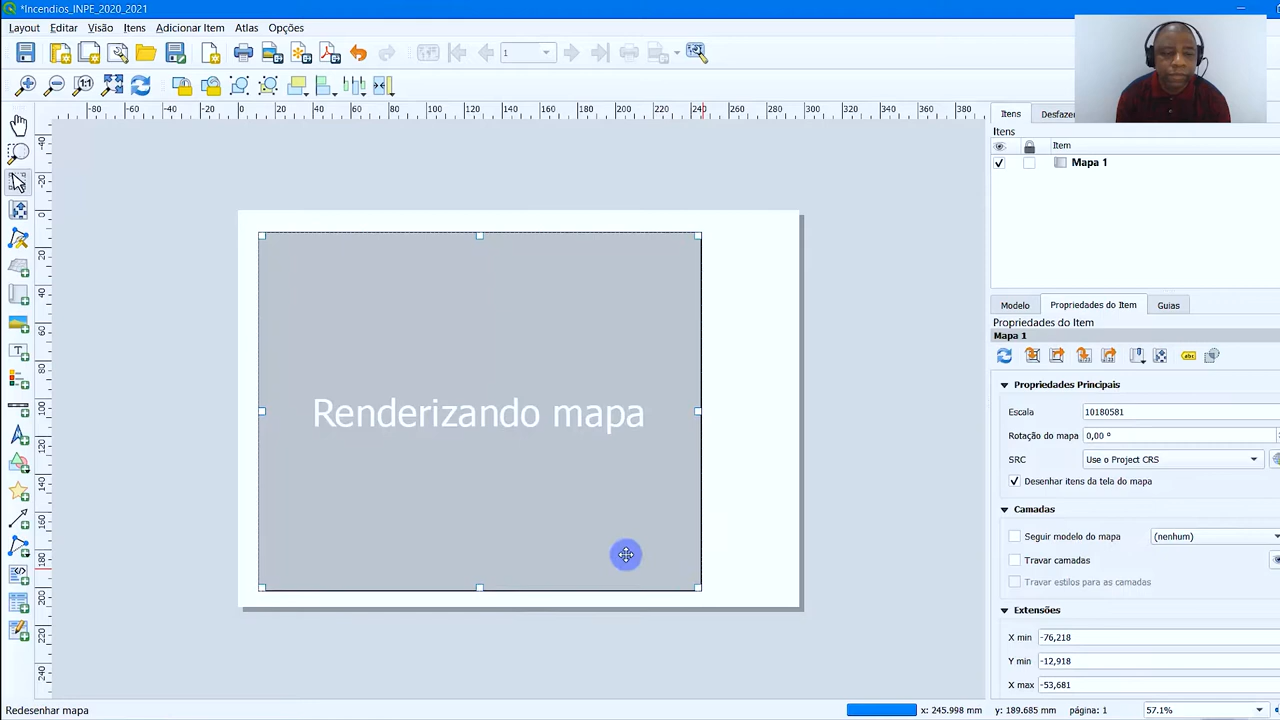 *Incendios_INPE_2020_2021
Layout Editar Visão Itens Adicionar Item Atlas Opções
1
1:1
-80 -60 -40 -20 0 20 40 60 80 100 120 140 160 180 200 220 240 260 280 300 320 340 360 380
Itens Desfazer
Itens
Item
Mapa 1
Renderizando mapa
Modelo Propriedades do Item Guias
Propriedades do Item
Mapa 1
abc
Propriedades Principais
Escala 10180581
Rotação do mapa 0,00 °
SRC Use o Project CRS
Desenhar itens da tela do mapa
Camadas
Seguir modelo do mapa (nenhum)
Travar camadas
Travar estilos para as camadas
Extensões
X min -76,218
Y min -12,918
X max -53,681
Redesenhar mapa x: 245.998 mm y: 189.685 mm página: 1 57.1%